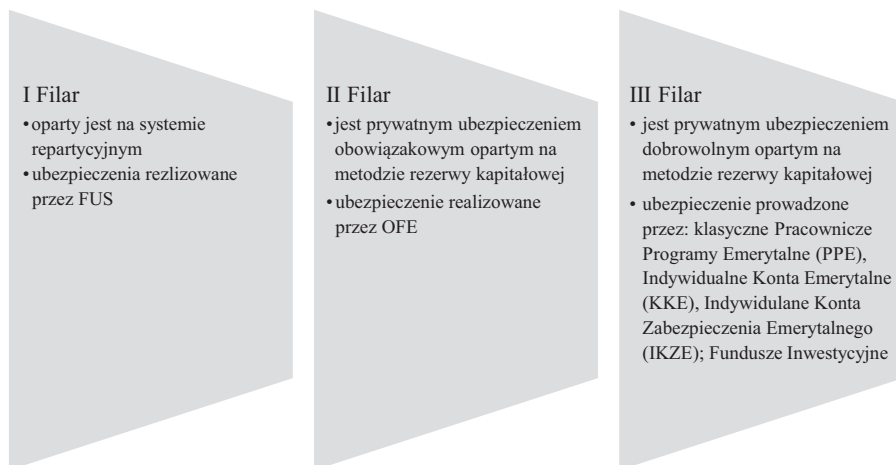 I Filar
• oparty jest na systemie
repartycyjnym
• ubezpieczenia rezlizowane
przez FUS
II Filar
• jest prywatnym ubezpieczeniem
obowiązakowym opartym na
metodzie rezerwy kapitałowej
• ubezpieczenie realizowane
przez OFE
III Filar
• jest prywatnym ubezpieczeniem
dobrowolnym opartym na
metodzie rezerwy kapitałowej
• ubezpieczenie prowadzone
przez: klasyczne Pracownicze
Programy Emerytalne (PPE),
Indywidualne Konta Emerytalne
(KKE), Indywidulane Konta
Zabezpieczenia Emerytalnego
(IKZE); Fundusze Inwestycyjne